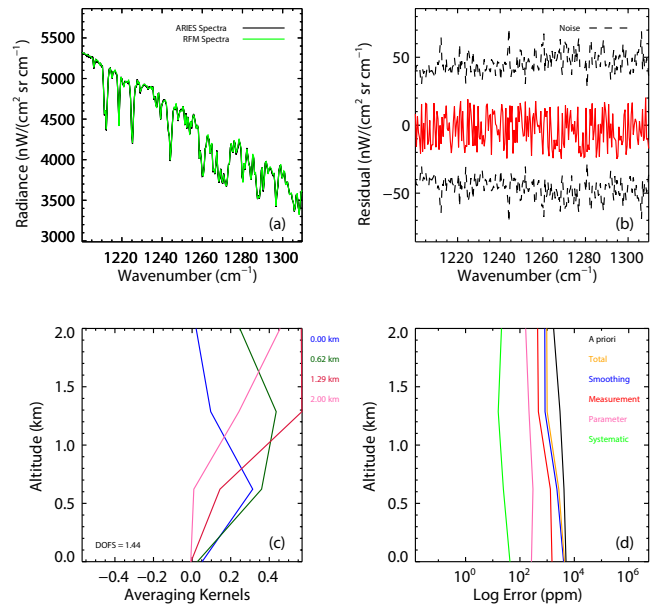 ARIES Spectra
RFM Spectra
5500
5000
4500
4000
3500
3000
Radiance (nW/(cm² sr cm⁻¹)
1220 1240 1260 1280 1300
Wavenumber (cm⁻¹)
(a)
Noise
50
0
−50
Residual (nW/(cm² sr cm⁻¹)
1220 1240 1260 1280 1300
Wavenumber (cm⁻¹)
(b)
2.0
1.5
1.0
0.5
0.0
Altitude (km)
0.00 km
0.62 km
1.29 km
2.00 km
DOFS = 1.44
(c)
−0.4 −0.2 0.0 0.2 0.4
Averaging Kernels
2.0
1.5
1.0
0.5
0.0
Altitude (km)
A priori
Total
Smoothing
Measurement
Parameter
Systematic
(d)
10⁰ 10² 10⁴ 10⁶
Log Error (ppm)